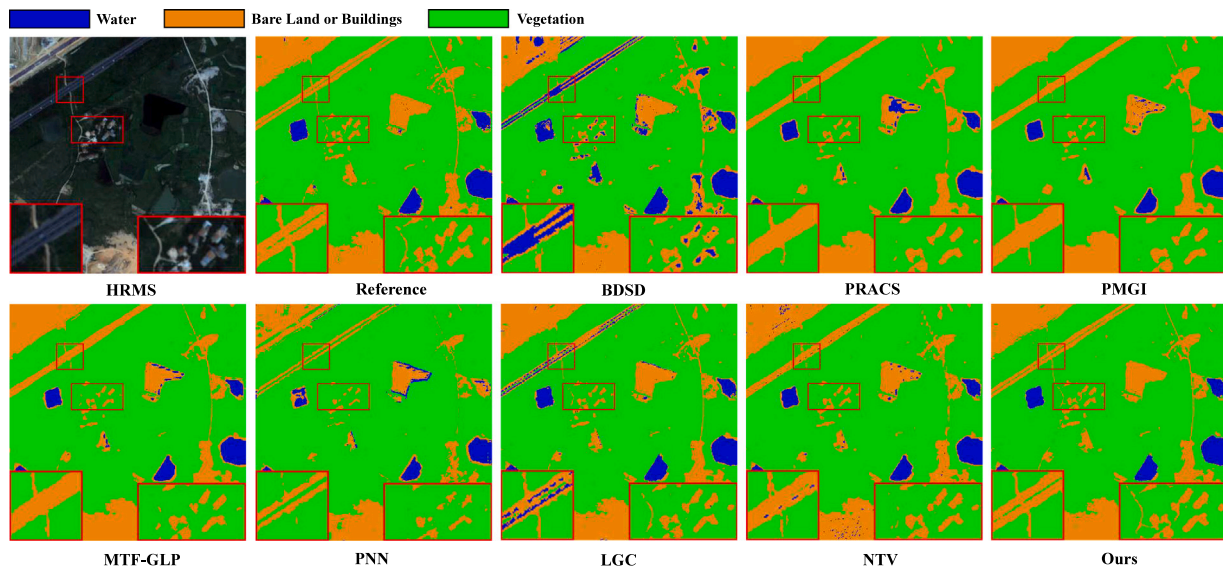 Water Bare Land or Buildings Vegetation
HRMS Reference BDSD PRACS PMGI
MTF-GLP PNN LGC NTV Ours